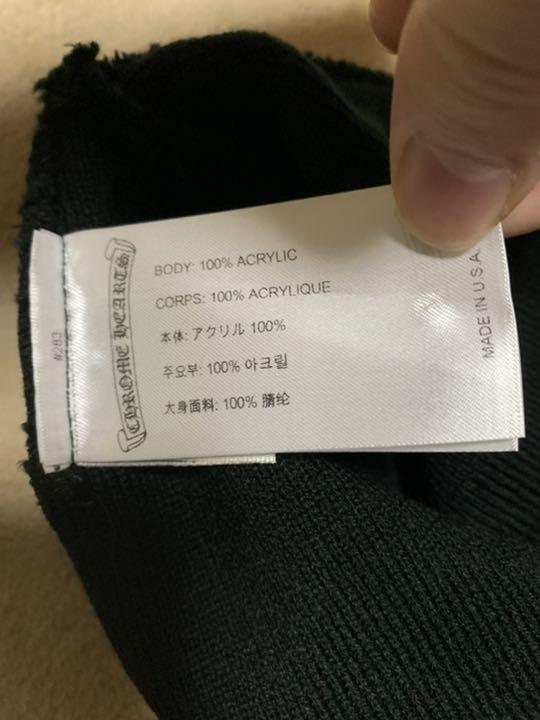 #283
CHROME HEARTS
BODY: 100% ACRYLIC
CORPS: 100% ACRYLIQUE
本体: アクリル 100%
주요부: 100% 아크릴
大身面料: 100% 腈纶
MADE IN U.S.A.